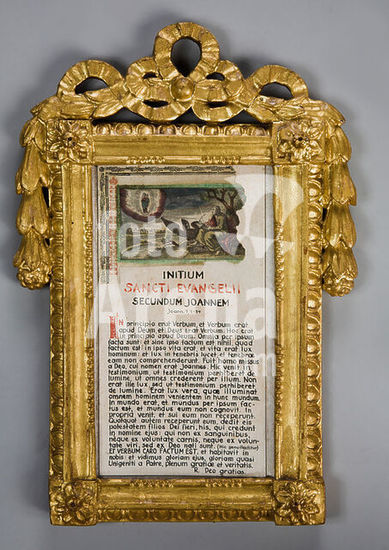 INITIUM
SANCTI EVANGELII
SECUNDUM JOANNEM
Joann. 1 1-14
IN principio erat Verbum, et Verbum erat
apud Deum, et Deus erat Verbum. Hoc erat
in principio apud Deum. Omnia per ipsum
facta sunt: et sine ipso factum est nihil, quod
factum est: in ipso vita erat, et vita erat lux
hominum: et lux in tenebris lucet, et tenebrae
eam non comprehenderunt. Fuit homo missus
a Deo, cui nomen erat Joannes. Hic venit in
testimonium, ut testimonium perhiberet de
lumine, ut omnes crederent per illum. Non
erat ille lux, sed ut testimonium perhiberet
de lumine. Erat lux vera, quae illuminat
omnem hominem venientem in hunc mundum.
In mundo erat, et mundus per ipsum fac-
tus est, et mundus eum non cognovit. In
propria venit, et sui eum non receperunt.
Quotquot autem receperunt eum, dedit eis
potestatem filios Dei fieri, his, qui credunt
in nomine ejus: qui non ex sanguinibus,
neque ex voluntate carnis, neque ex volun-
tate viri, sed ex Deo nati sunt. (Hic genuflectitur)
ET VERBUM CARO FACTUM EST, et habitavit in
nobis: et vidimus gloriam ejus, gloriam quasi
Unigeniti a Patre, plenum gratiae et veritatis.
R. Deo gratias.